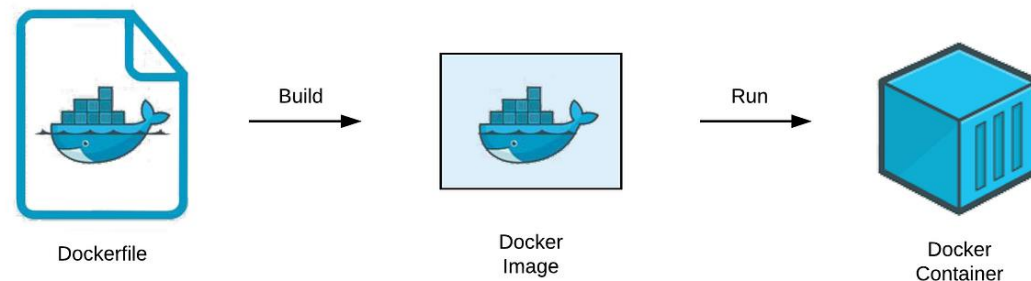 Build
Run
Dockerfile
Docker
Image
Docker
Container